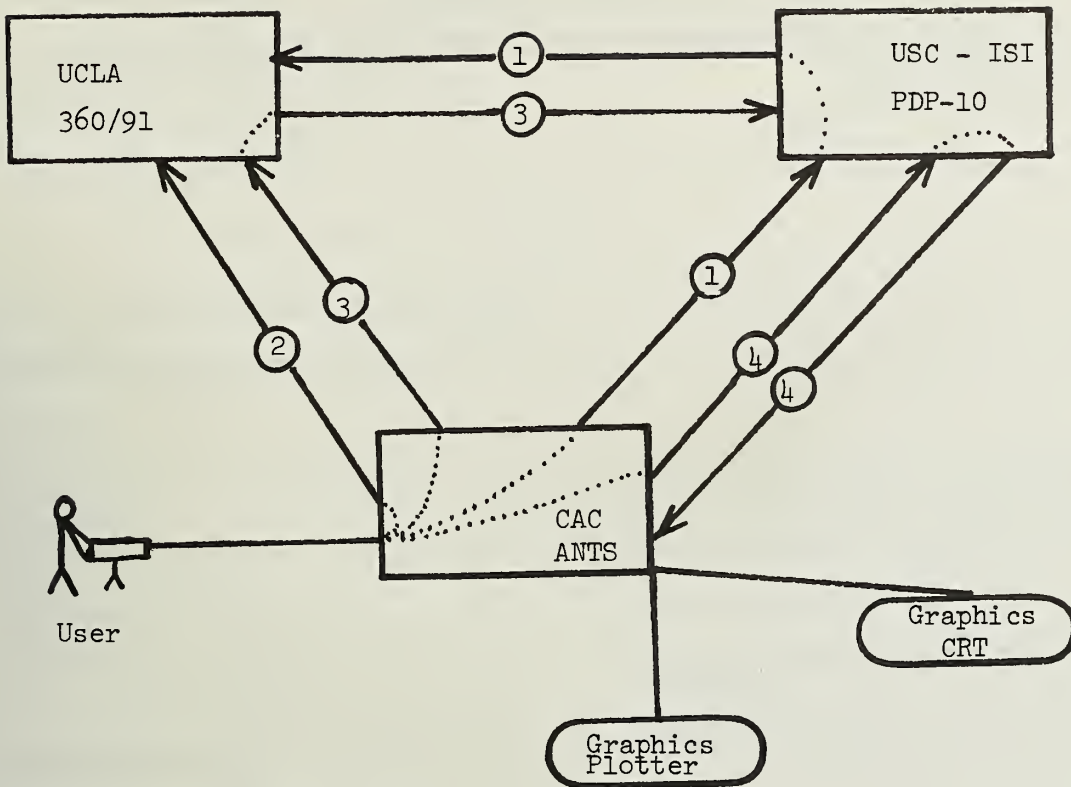 UCLA
360/91
1
3
USC - ISI
PDP-10
1
3
2
4
4
CAC
ANTS
User
Graphics
CRT
Graphics
Plotter